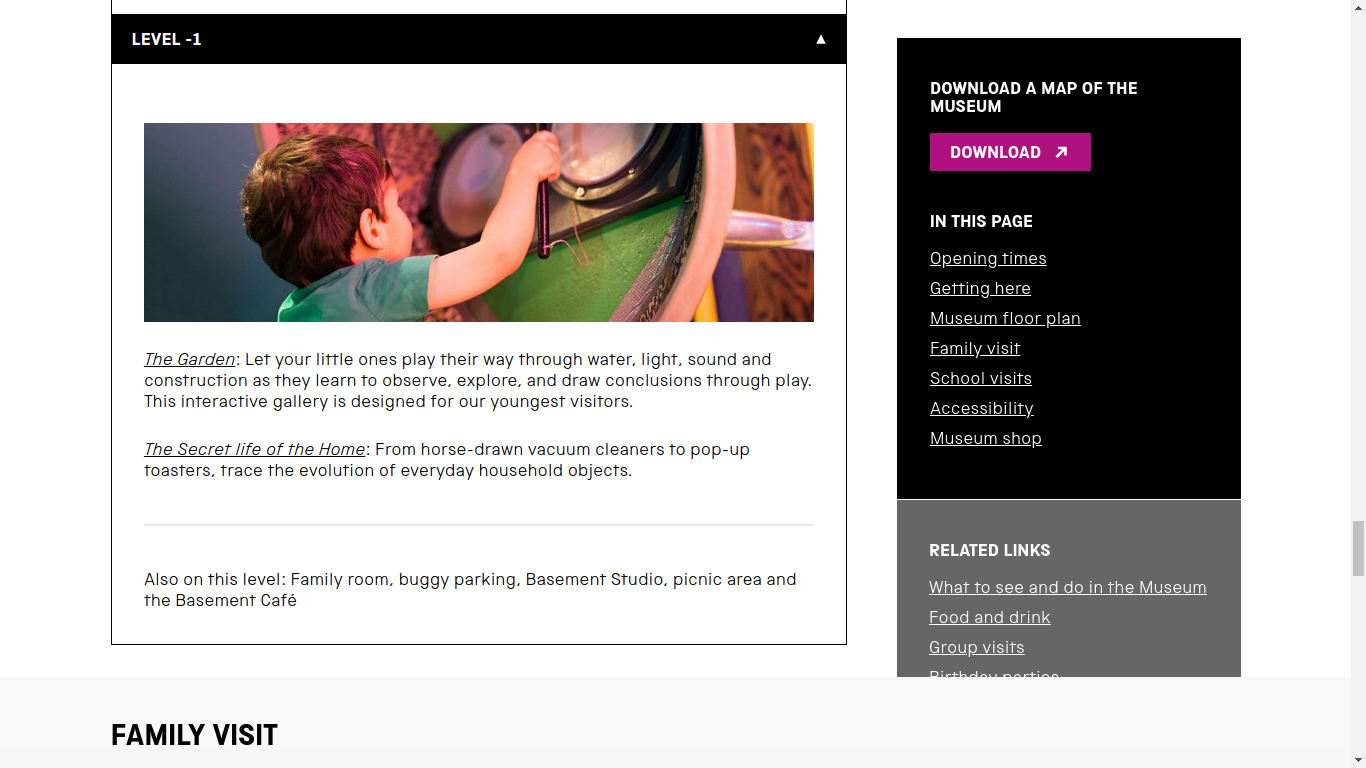 LEVEL -1
The Garden: Let your little ones play their way through water, light, sound and
construction as they learn to observe, explore, and draw conclusions through play.
This interactive gallery is designed for our youngest visitors.
The Secret life of the Home: From horse-drawn vacuum cleaners to pop-up
toasters, trace the evolution of everyday household objects.
Also on this level: Family room, buggy parking, Basement Studio, picnic area and
the Basement Café
DOWNLOAD A MAP OF THE
MUSEUM
DOWNLOAD
IN THIS PAGE
Opening times
Getting here
Museum floor plan
Family visit
School visits
Accessibility
Museum shop
RELATED LINKS
What to see and do in the Museum
Food and drink
Group visits
Birthday parties
FAMILY VISIT